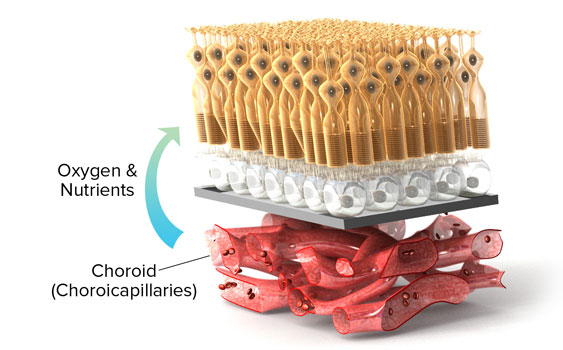 Oxygen &
Nutrients
Choroid
(Choroicapillaries)